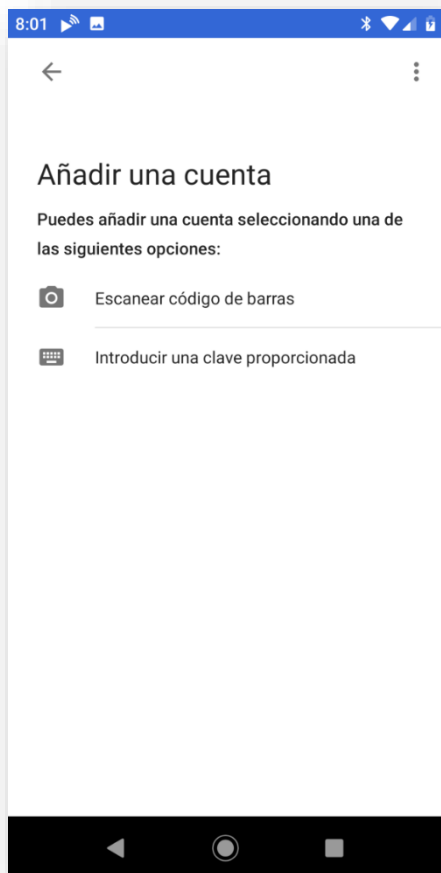 8:01
Añadir una cuenta
Puedes añadir una cuenta seleccionando una de
las siguientes opciones:
Escanear código de barras
Introducir una clave proporcionada